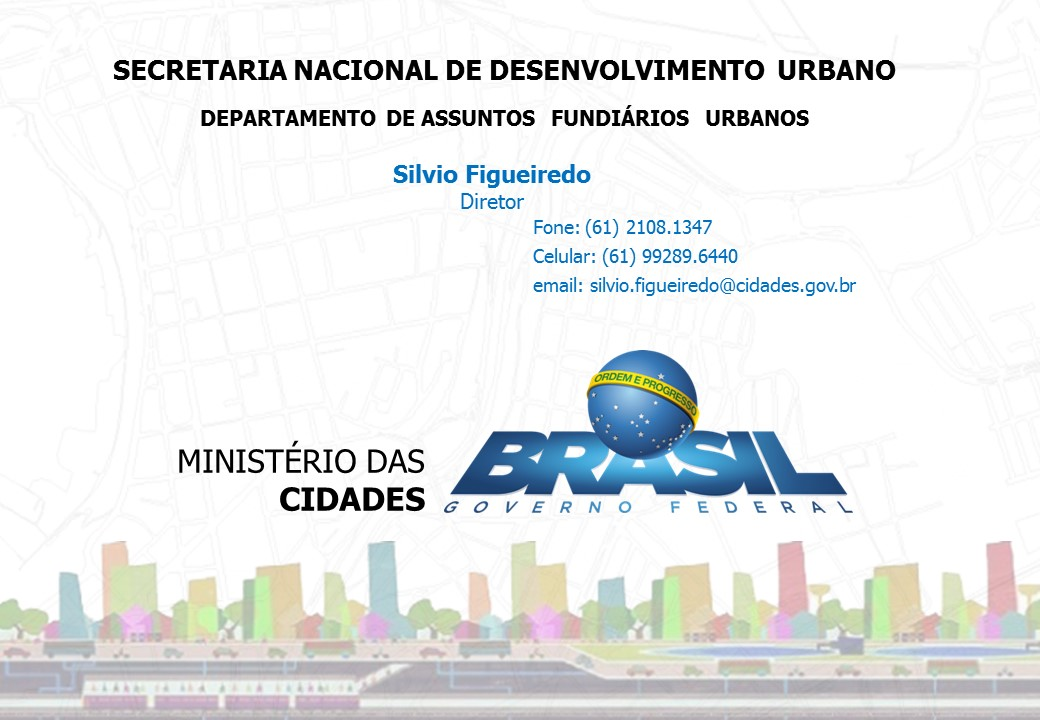 SECRETARIA NACIONAL DE DESENVOLVIMENTO URBANO
DEPARTAMENTO DE ASSUNTOS FUNDIÁRIOS URBANOS
Silvio Figueiredo
Diretor
Fone: (61) 2108.1347
Celular: (61) 99289.6440
email: silvio.figueiredo@cidades.gov.br
ORDEM E PROGRESSO
MINISTÉRIO DAS
CIDADES
BRASIL
GOVERNO FEDERAL